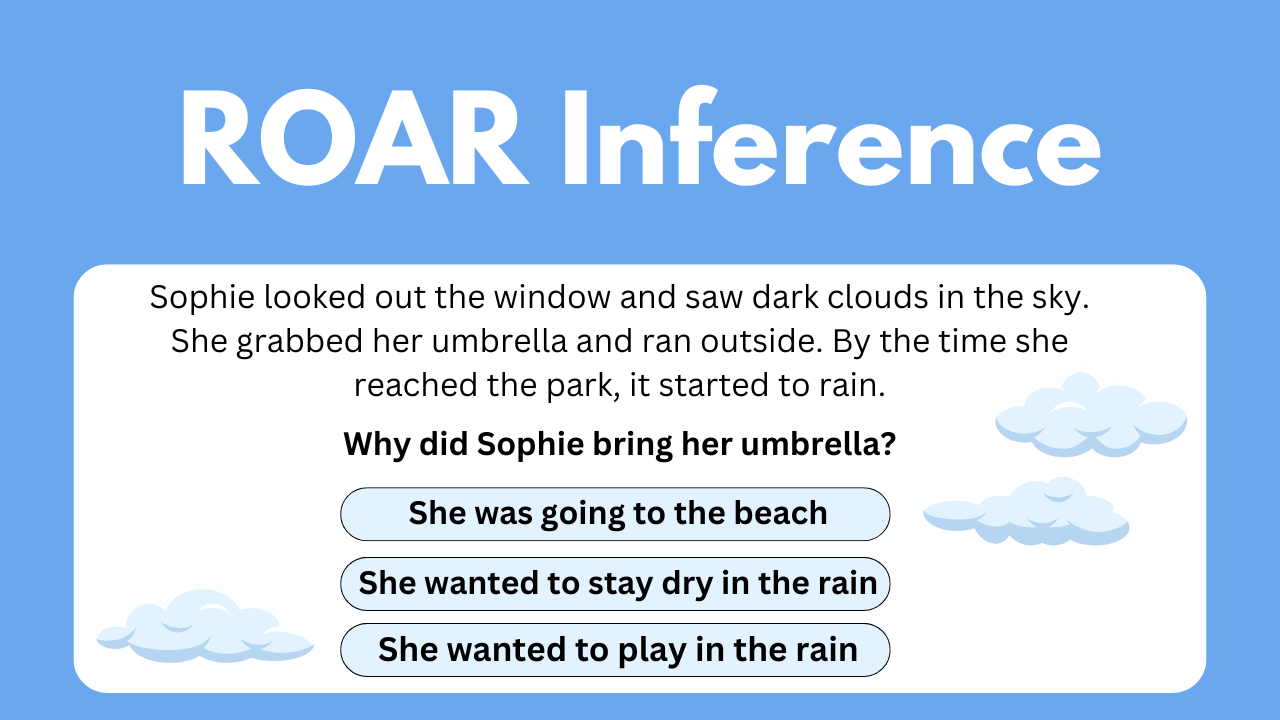 ROAR Inference
Sophie looked out the window and saw dark clouds in the sky.
She grabbed her umbrella and ran outside. By the time she
reached the park, it started to rain.
Why did Sophie bring her umbrella?
She was going to the beach
She wanted to stay dry in the rain
She wanted to play in the rain